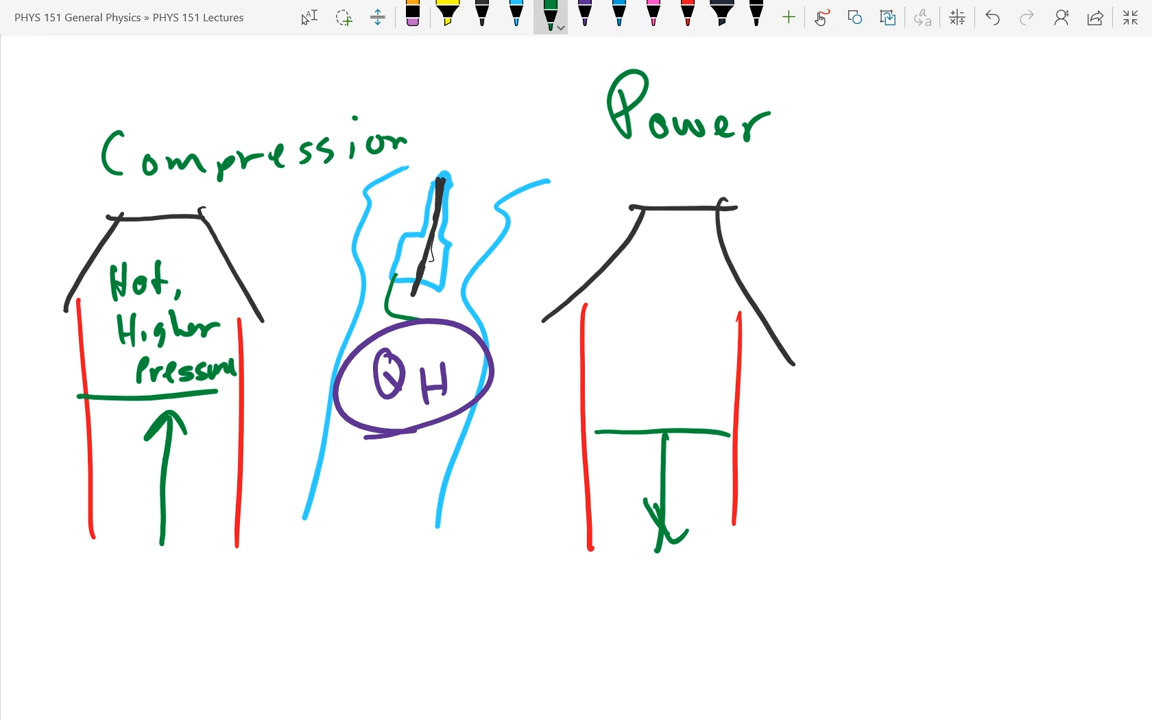 PHYS 151 General Physics » PHYS 151 Lectures
Compression
Power
Hot,
Higher
Pressure
QH